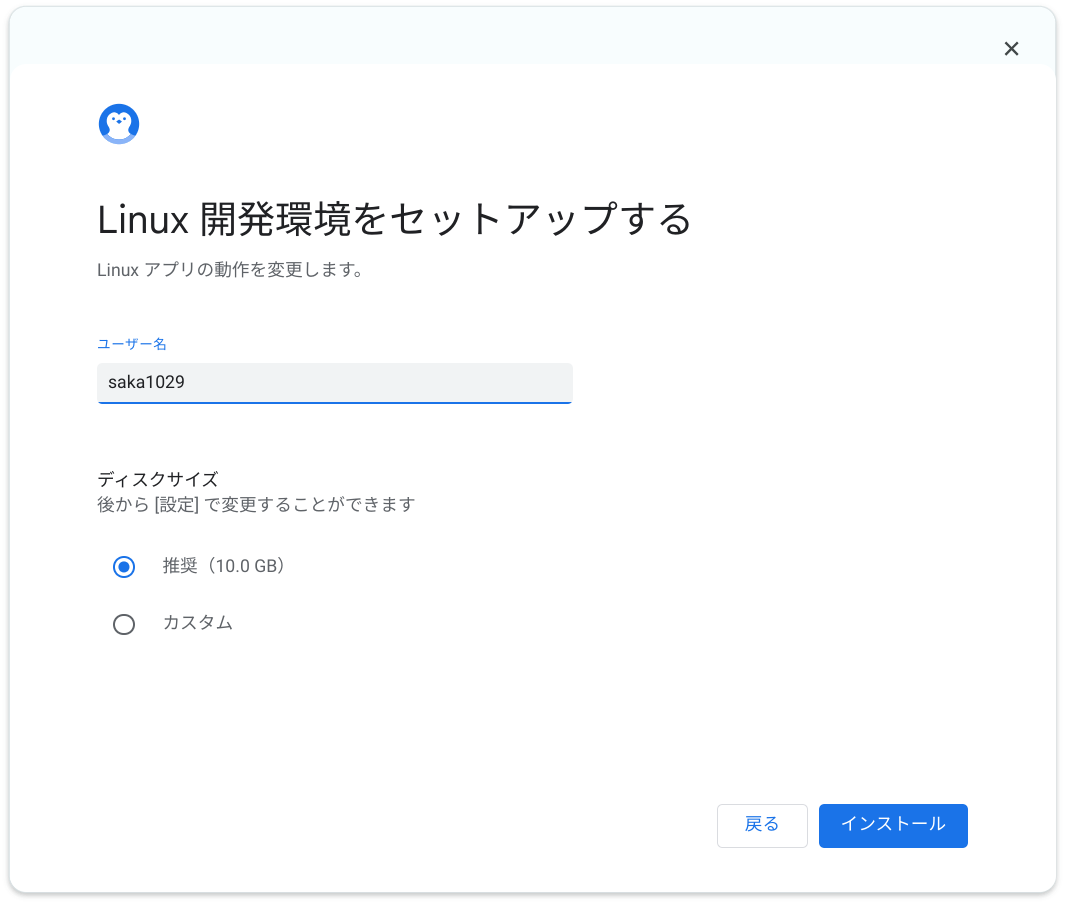 Linux 開発環境をセットアップする
Linux アプリの動作を変更します。
ユーザー名
saka1029
ディスクサイズ
後から [設定] で変更することができます
推奨（10.0 GB）
カスタム
戻る
インストール